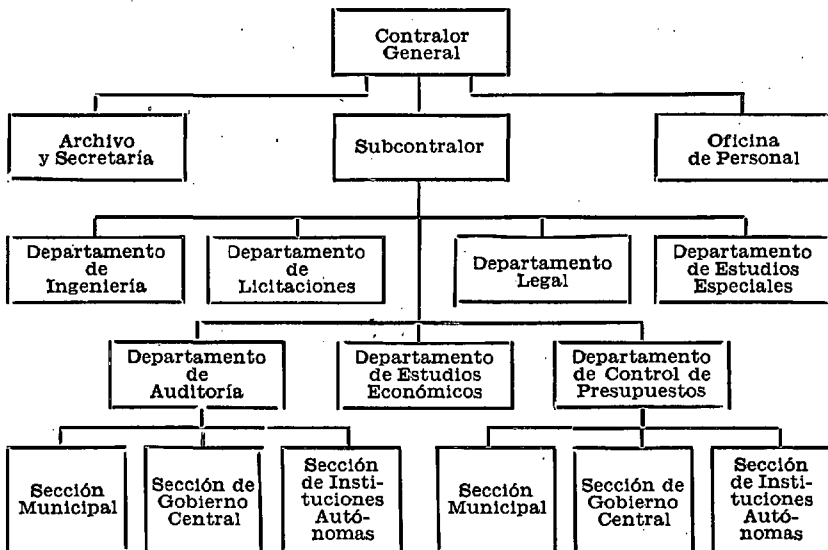 Contralor
General
Archivo
y Secretaría
Subcontralor
Oficina
de Personal
Departamento
de
Ingeniería
Departamento
de
Licitaciones
Departamento
Legal
Departamento
de Estudios
Especiales
Departamento
de
Auditoría
Departamento
de Estudios
Económicos
Departamento
de Control de
Presupuestos
Sección
Municipal
Sección de
Gobierno
Central
Sección
de Insti-
tuciones
Autó-
nomas
Sección
Municipal
Sección de
Gobierno
Central
Sección
de Insti-
tuciones
Autó-
nomas